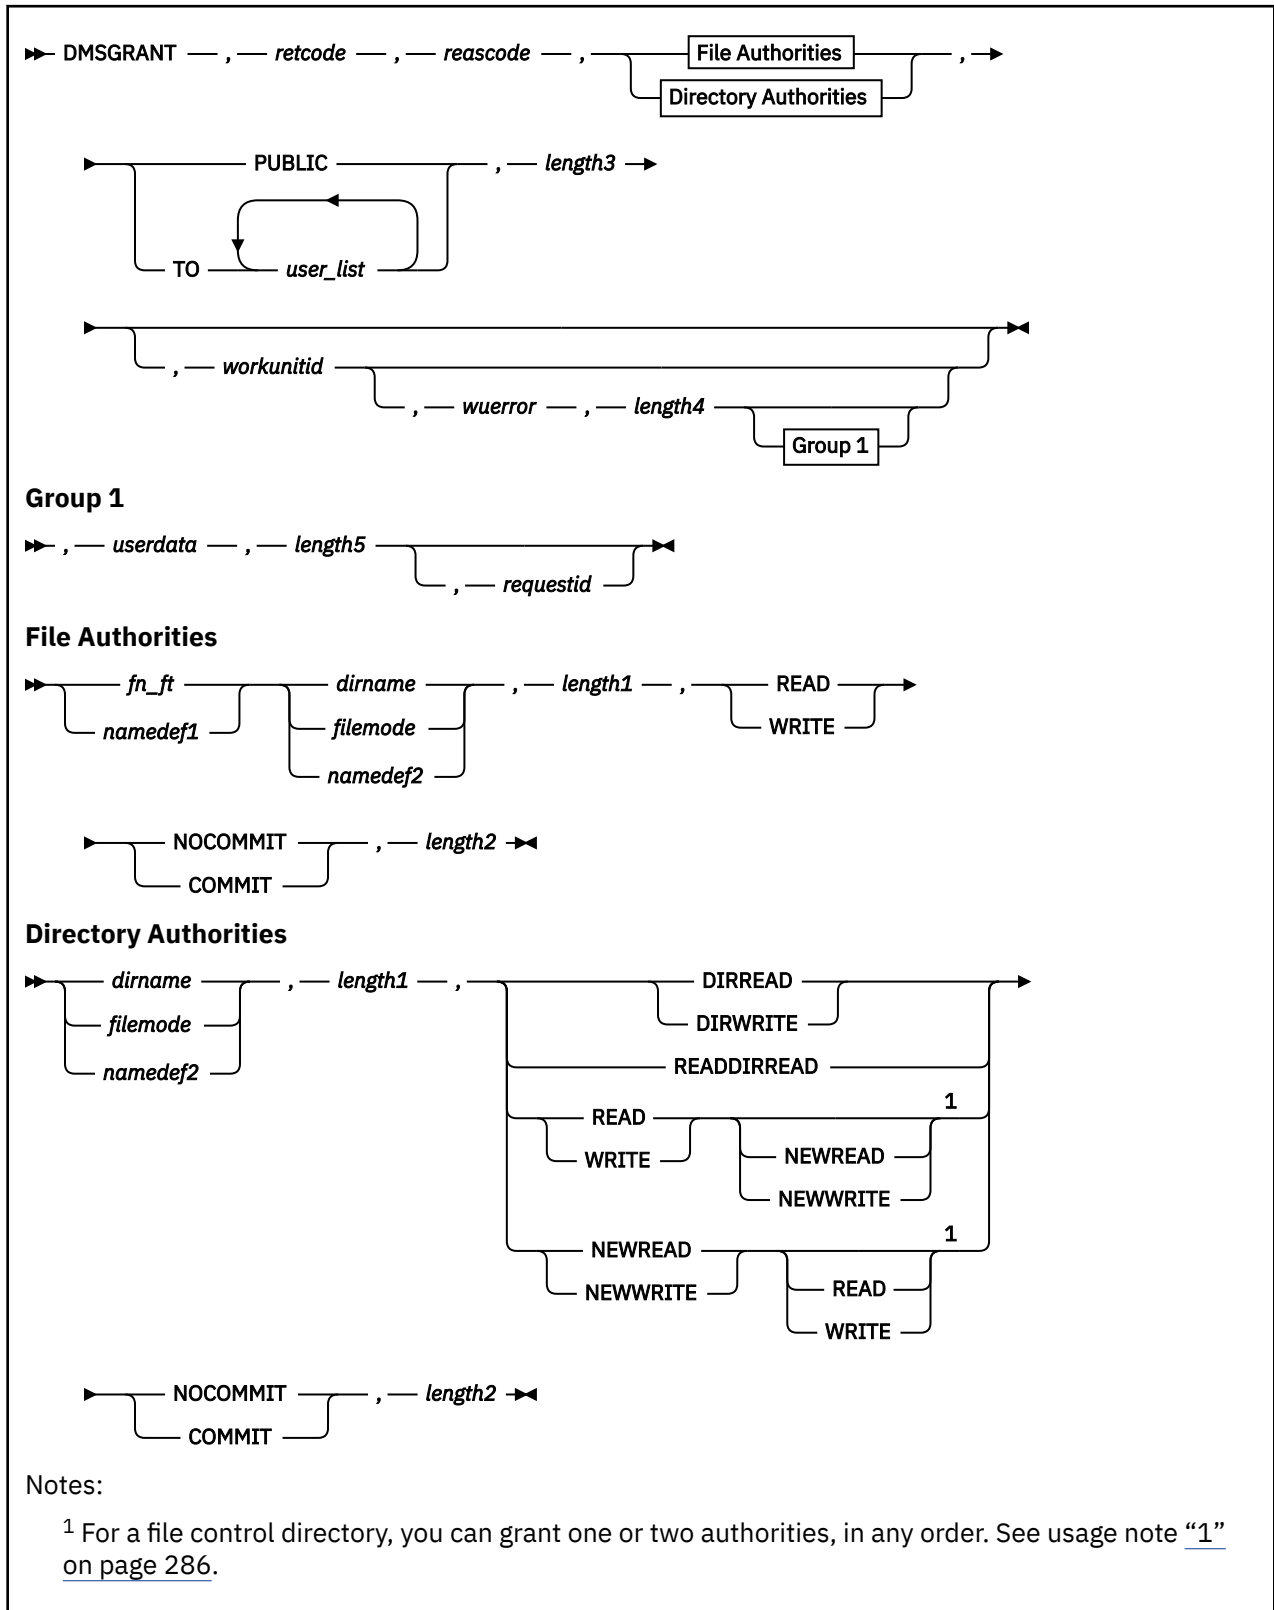 DMSGRANT , retcode , reascode , File Authorities ,
Directory Authorities
PUBLIC , length3
TO user_list
, workunitid
, wuerror , length4
Group 1
Group 1
, userdata , length5
, requestid
File Authorities
fn_ft dirname , length1 , READ
namedef1 filemode WRITE
namedef2
NOCOMMIT , length2
COMMIT
Directory Authorities
dirname , length1 , DIRREAD
filemode DIRWRITE
namedef2 READDIRREAD
READ 1
WRITE NEWREAD
NEWWRITE
NEWREAD 1
NEWWRITE READ
WRITE
NOCOMMIT , length2
COMMIT
Notes:
1 For a file control directory, you can grant one or two authorities, in any order. See usage note “1”
on page 286.